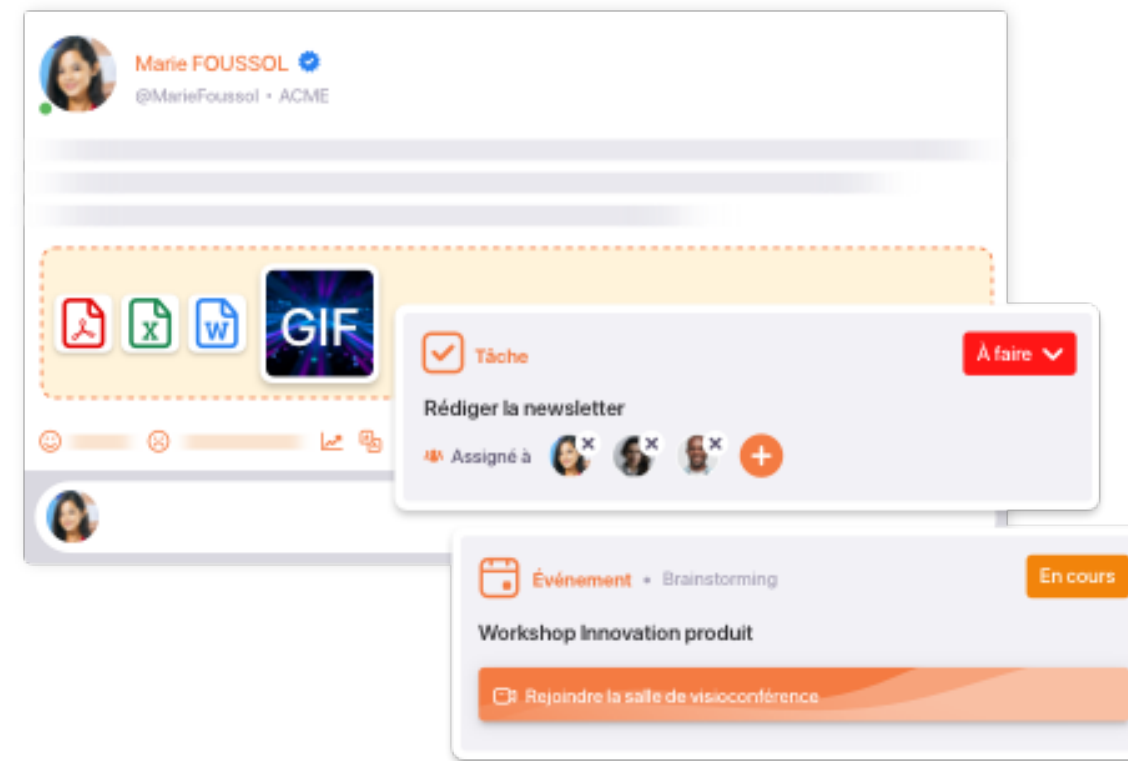 Marie FOUSSOL
@MarieFoussol • ACME
X
W
GIF
Tâche
À faire
Rédiger la newsletter
Assigné à
Événement • Brainstorming
En cours
Workshop Innovation produit
Rejoindre la salle de visioconférence